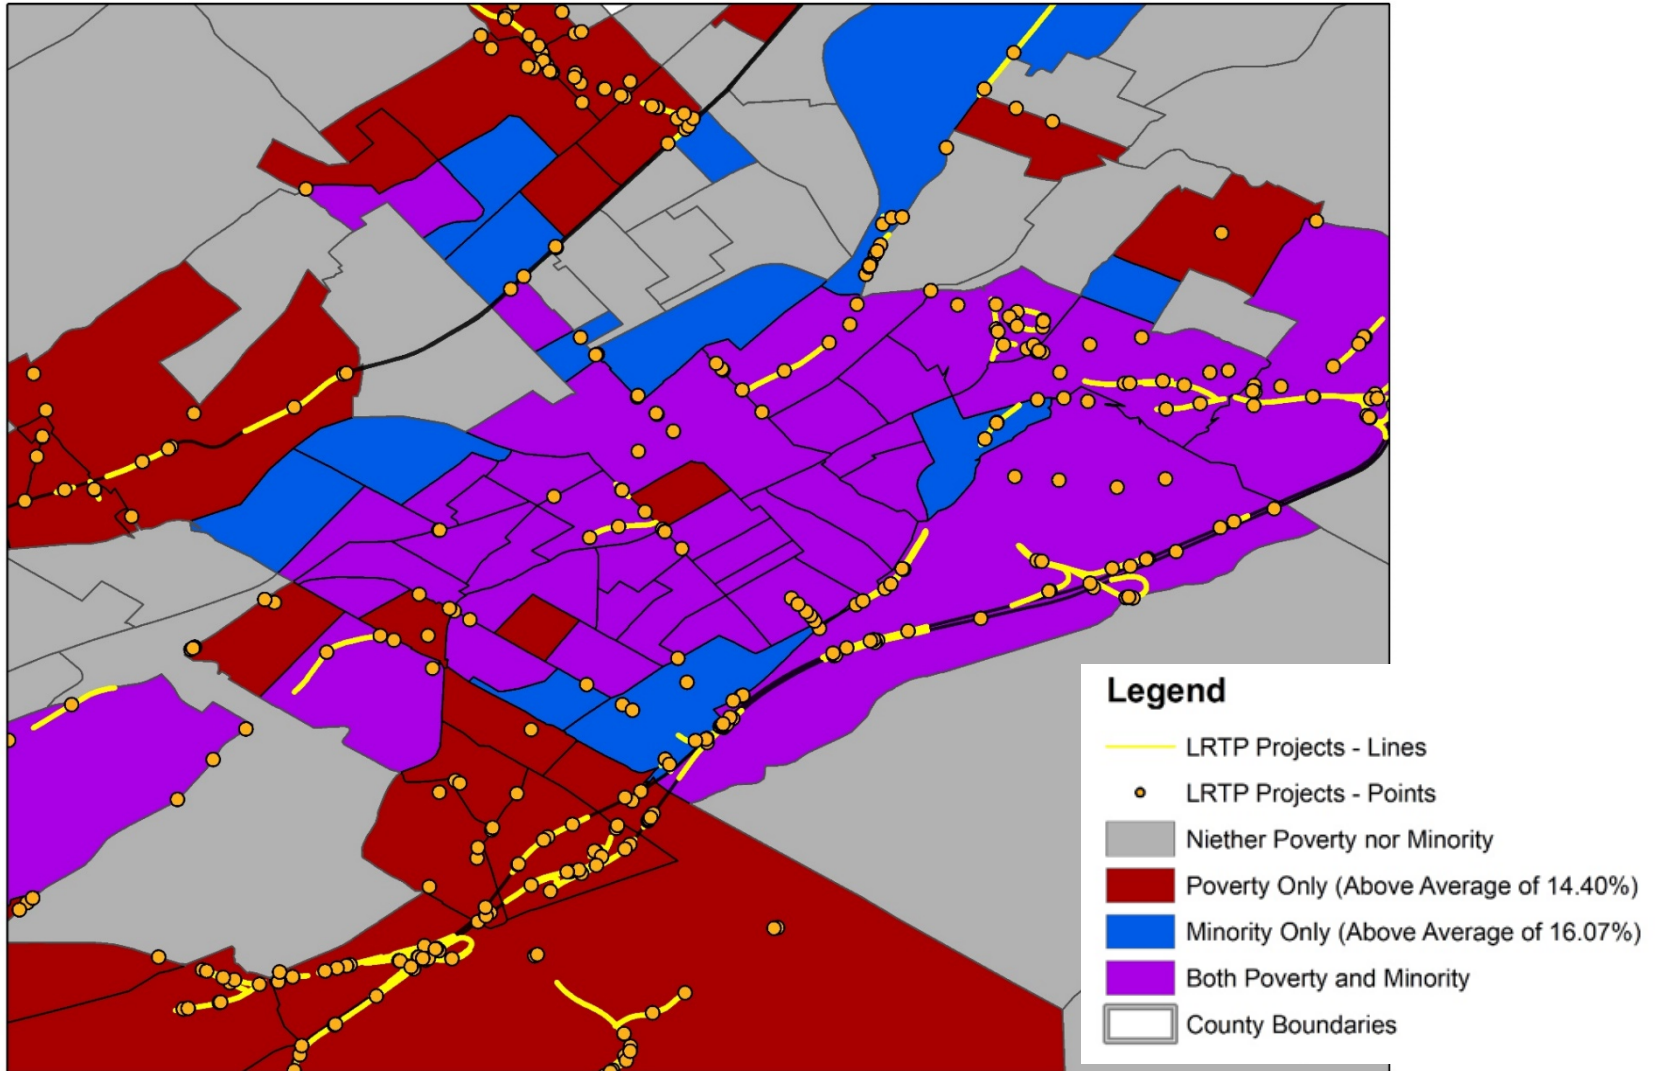 Legend
LRTP Projects - Lines
LRTP Projects - Points
Niether Poverty nor Minority
Poverty Only (Above Average of 14.40%)
Minority Only (Above Average of 16.07%)
Both Poverty and Minority
County Boundaries